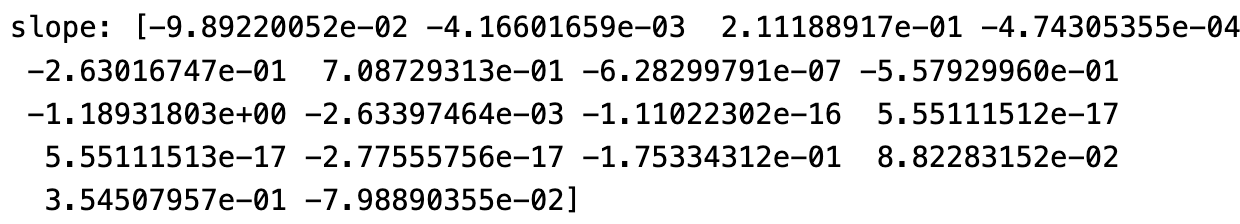 slope: [-9.89220052e-02 -4.16601659e-03  2.11188917e-01 -4.74305355e-04
 -2.63016747e-01  7.08729313e-01 -6.28299791e-07 -5.57929960e-01
 -1.18931803e+00 -2.63397464e-03 -1.11022302e-16  5.55111512e-17
  5.55111513e-17 -2.77555756e-17 -1.75334312e-01  8.82283152e-02
  3.54507957e-01 -7.98890355e-02]